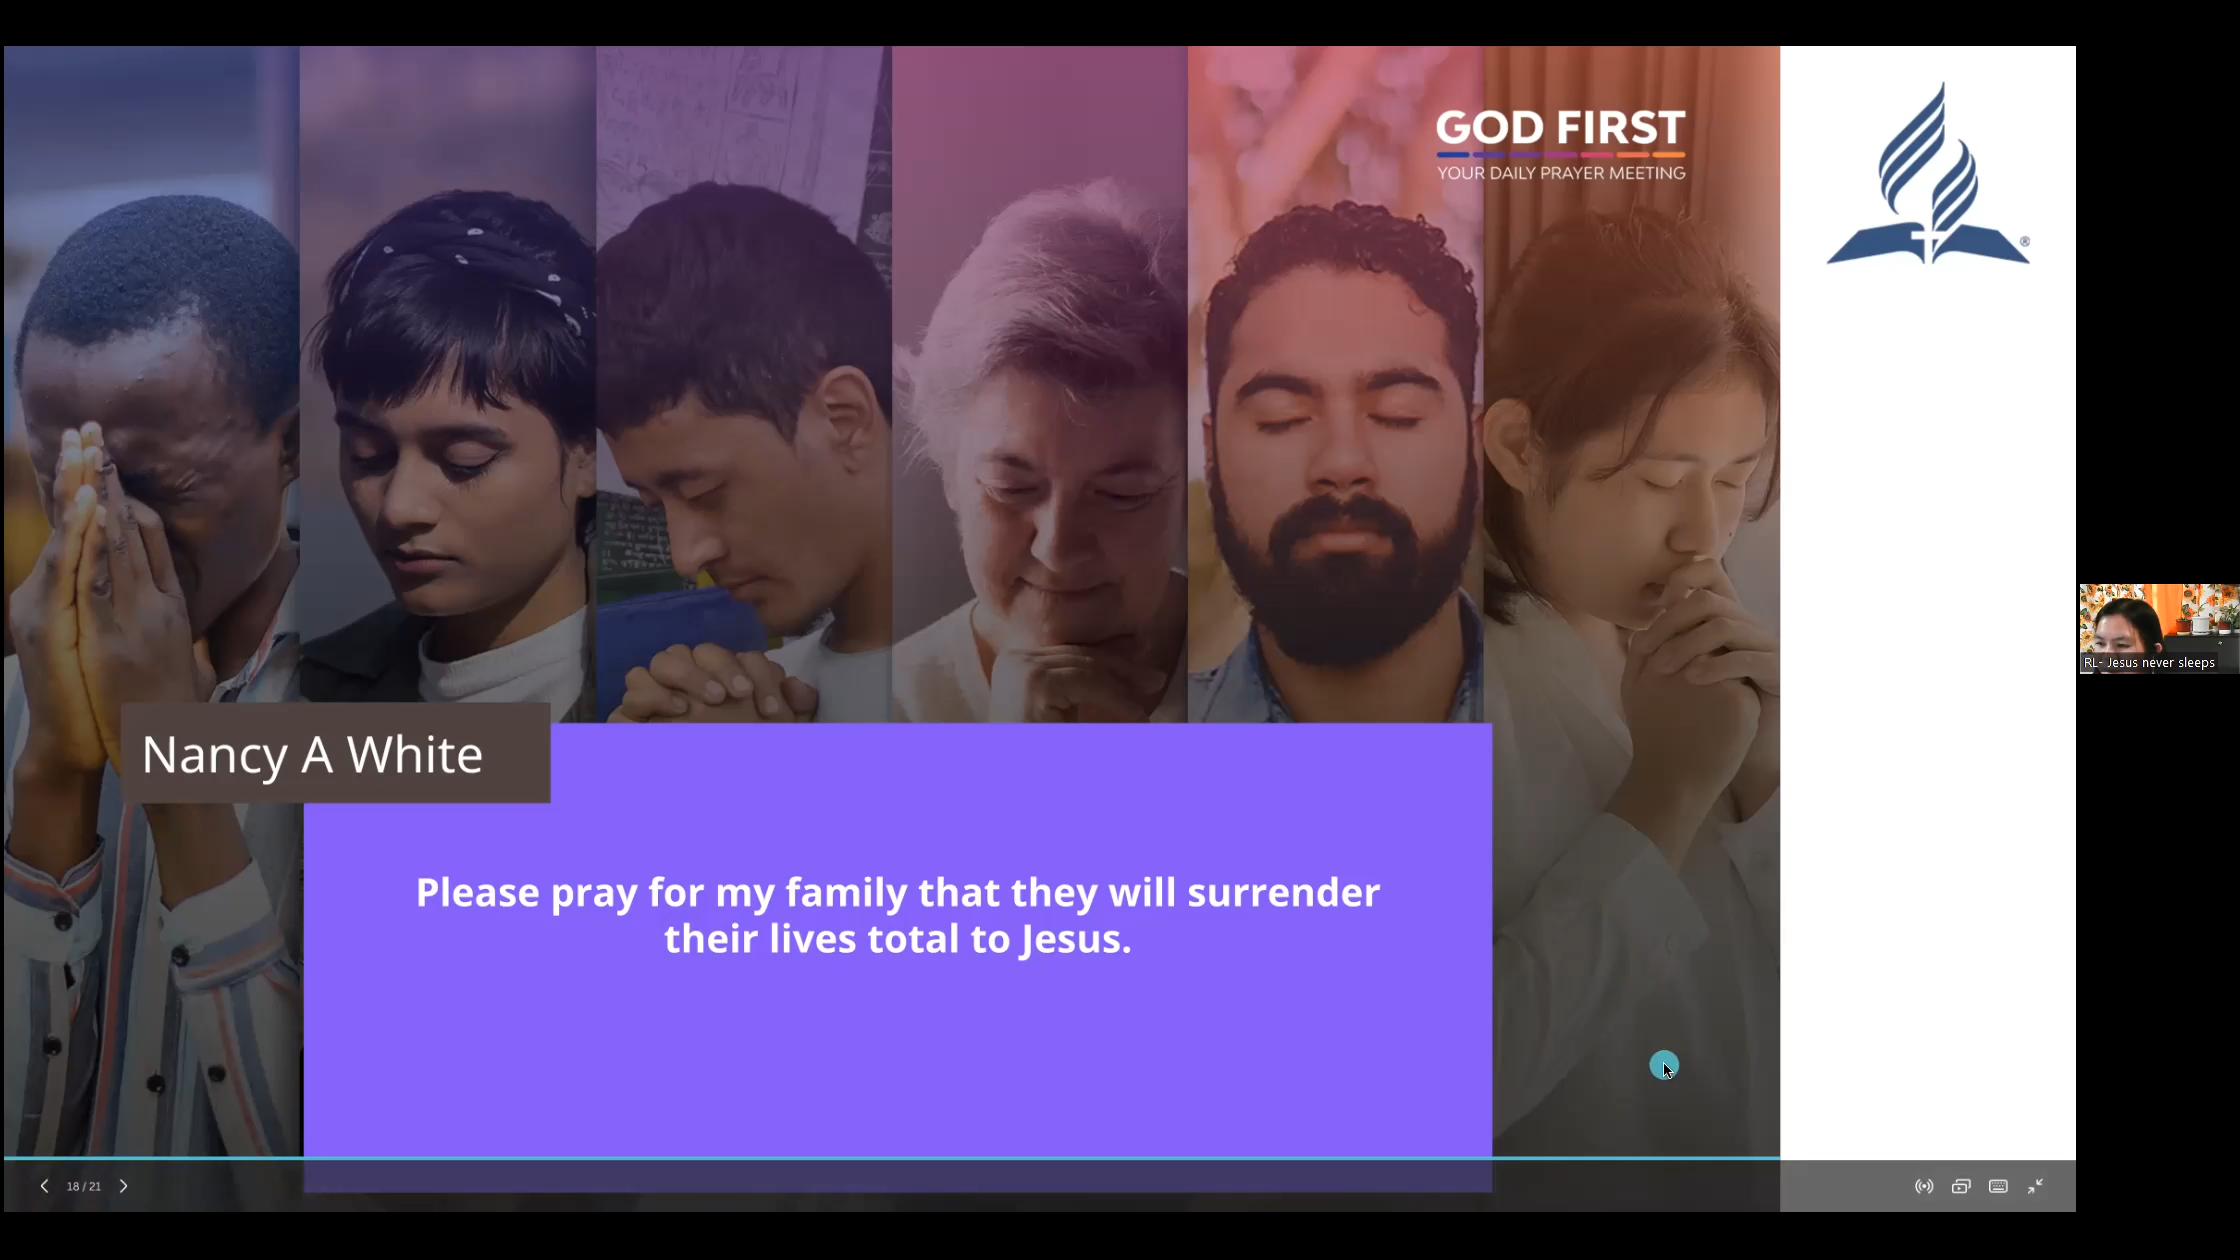 GOD FIRST
YOUR DAILY PRAYER MEETING
®
RL- Jesus never sleeps
Nancy A White
Please pray for my family that they will surrender
their lives total to Jesus.
18 / 21